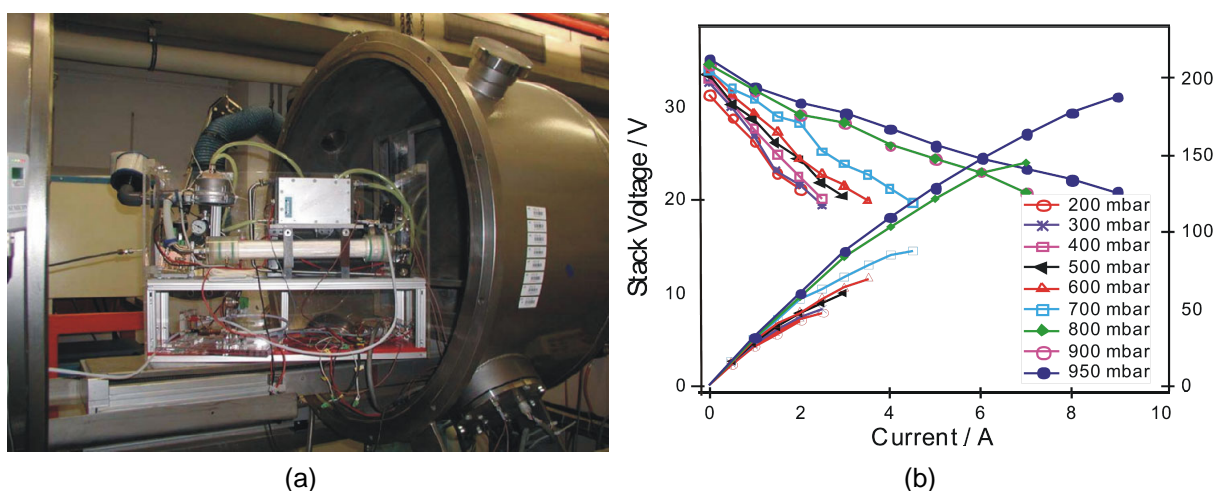 30
20
10
0
Stack Voltage / V
200
150
100
50
0
200 mbar
300 mbar
400 mbar
500 mbar
600 mbar
700 mbar
800 mbar
900 mbar
950 mbar
0 2 4 6 8 10
Current / A
(a)
(b)